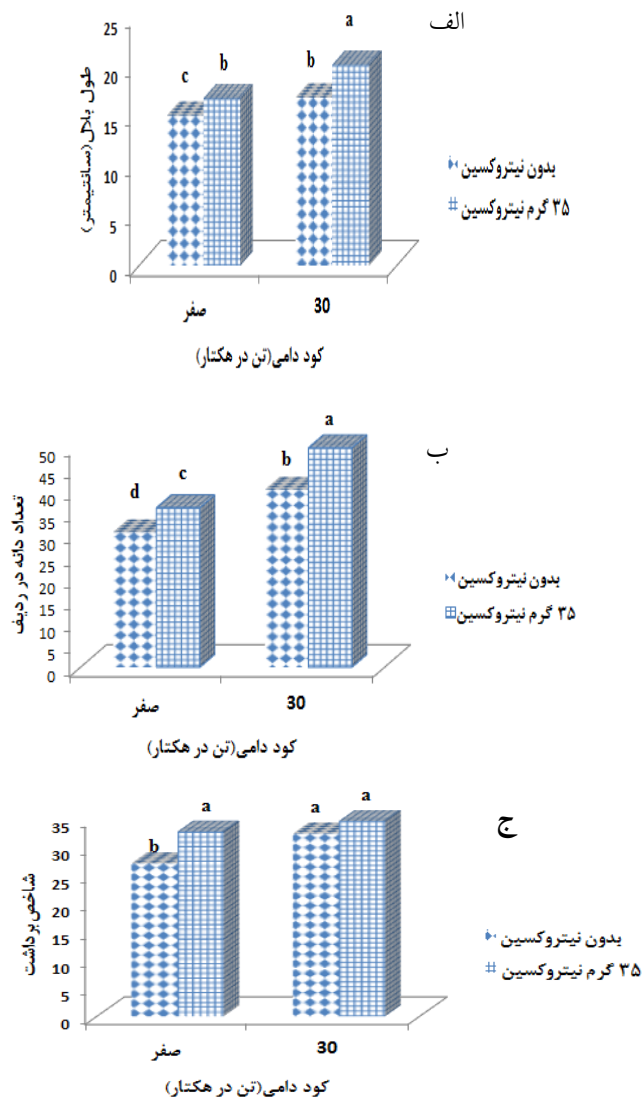 الف
طول بلال (سانتیمتر)
25
20
15
10
5
0
c
b
b
a
صفر
30
کود دامی(تن در هکتار)
بدون نیتروکسین
۳۵ گرم نیتروکسین
ب
تعداد دانه در ردیف
50
45
40
35
30
25
20
15
10
5
0
d
c
b
a
صفر
30
کود دامی(تن در هکتار)
بدون نیتروکسین
۳۵ گرم نیتروکسین
ج
شاخص برداشت
35
30
25
20
15
10
5
0
b
a
a
a
صفر
30
کود دامی(تن در هکتار)
بدون نیتروکسین
۳۵ گرم نیتروکسین